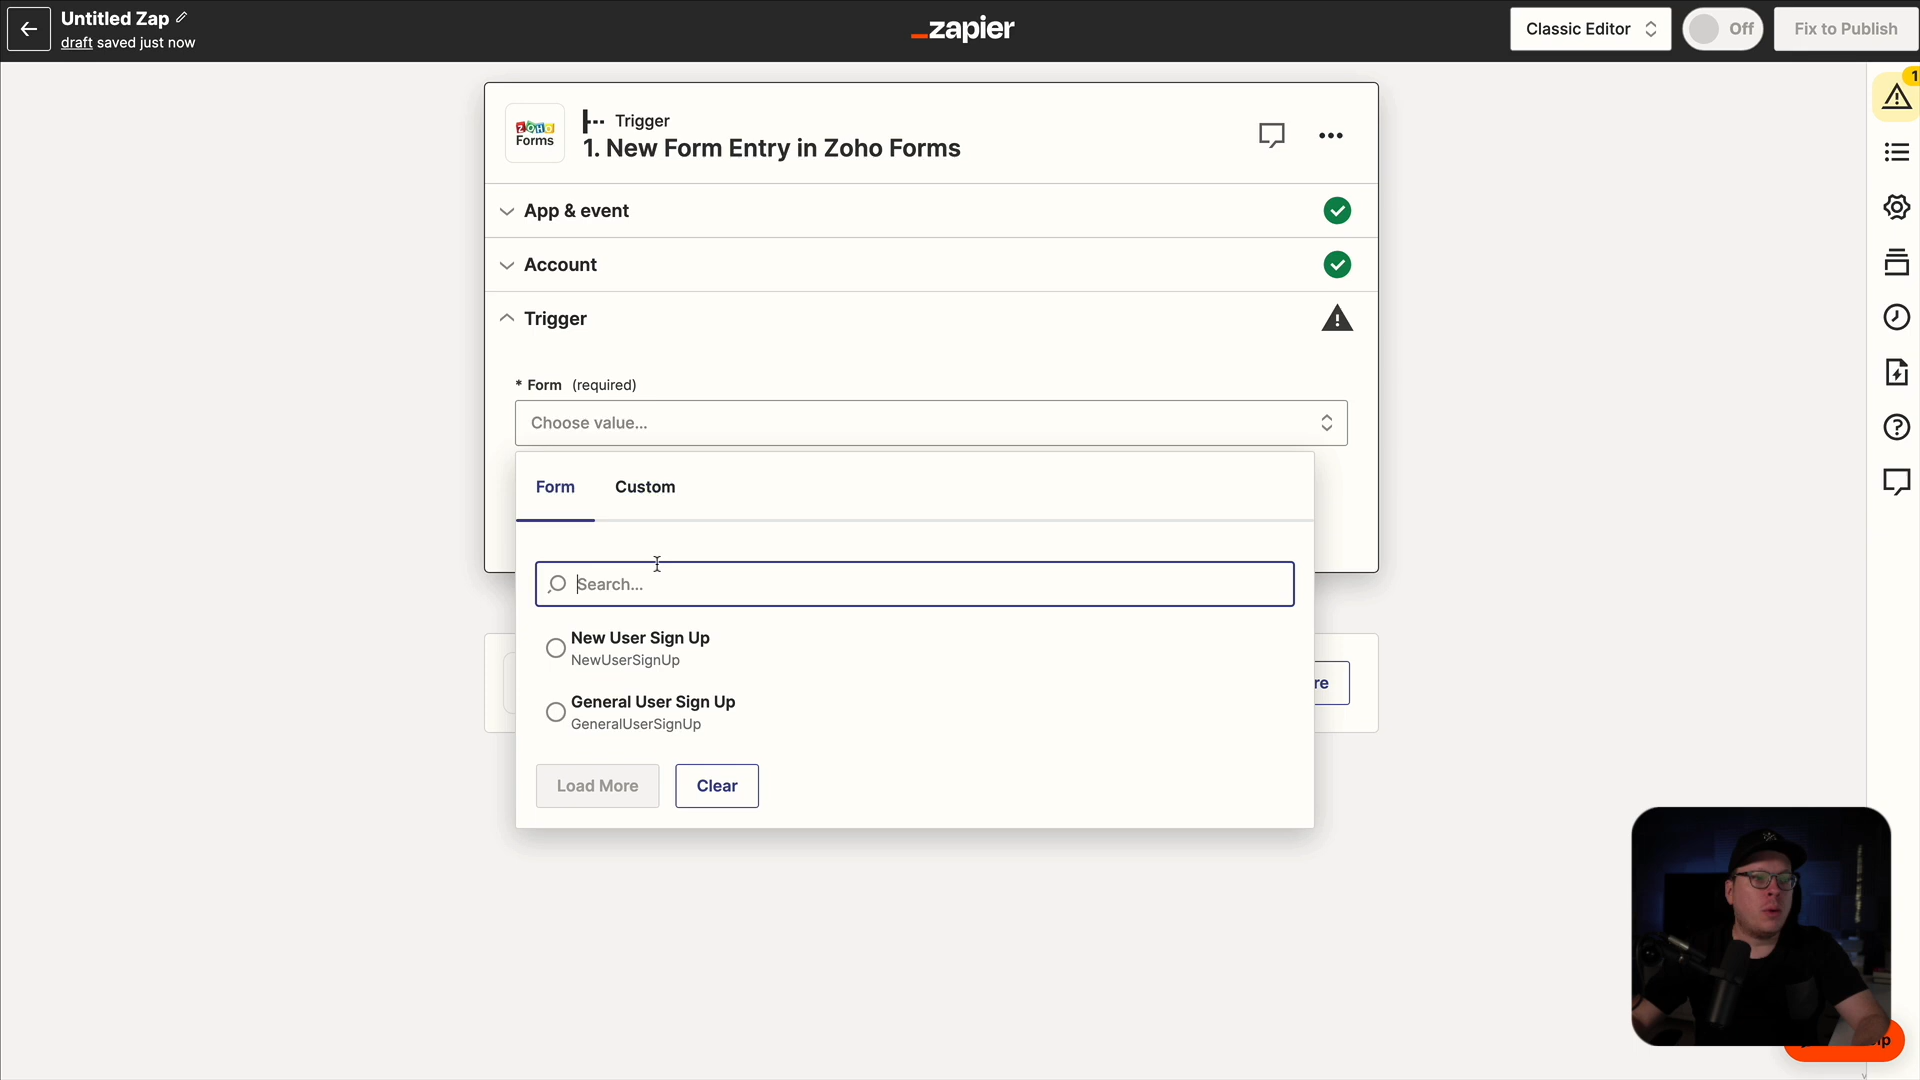 Untitled Zap
draft saved just now
zapier
Classic Editor
Off
Fix to Publish
1
ZOHO
Forms
Trigger
1. New Form Entry in Zoho Forms
App & event
Account
Trigger
* Form (required)
Choose value...
Form
Custom
Search...
New User Sign Up
NewUserSignUp
General User Sign Up
GeneralUserSignUp
re
Load More
Clear